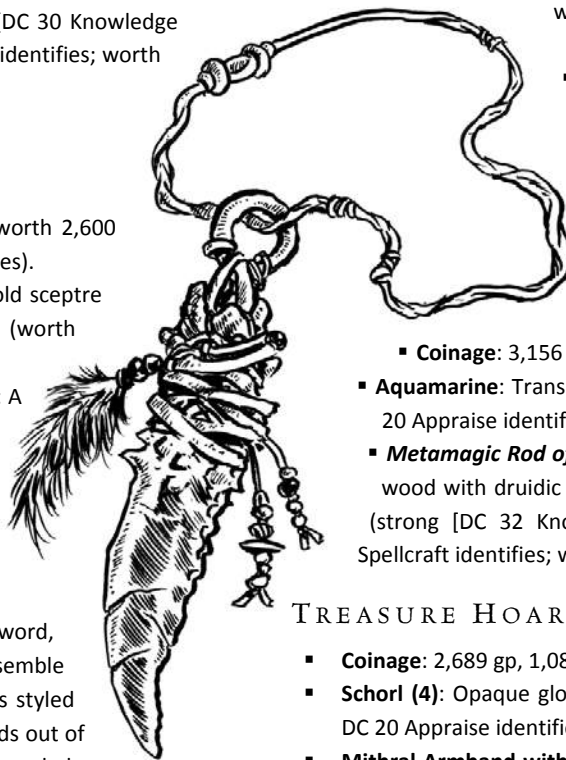 [DC 30 Knowledge
identifies; worth
worth 2,600
es).
old sceptre
(worth
A
word,
semble
s styled
ds out of
w
▪ Coinage: 3,156
▪ Aquamarine: Trans
20 Appraise identif
▪ Metamagic Rod o
wood with druidic
(strong [DC 32 Kno
Spellcraft identifies; w
TREASURE HOAR
▪ Coinage: 2,689 gp, 1,08
▪ Schorl (4): Opaque glo
DC 20 Appraise identifie
▪ Mithral Armband with